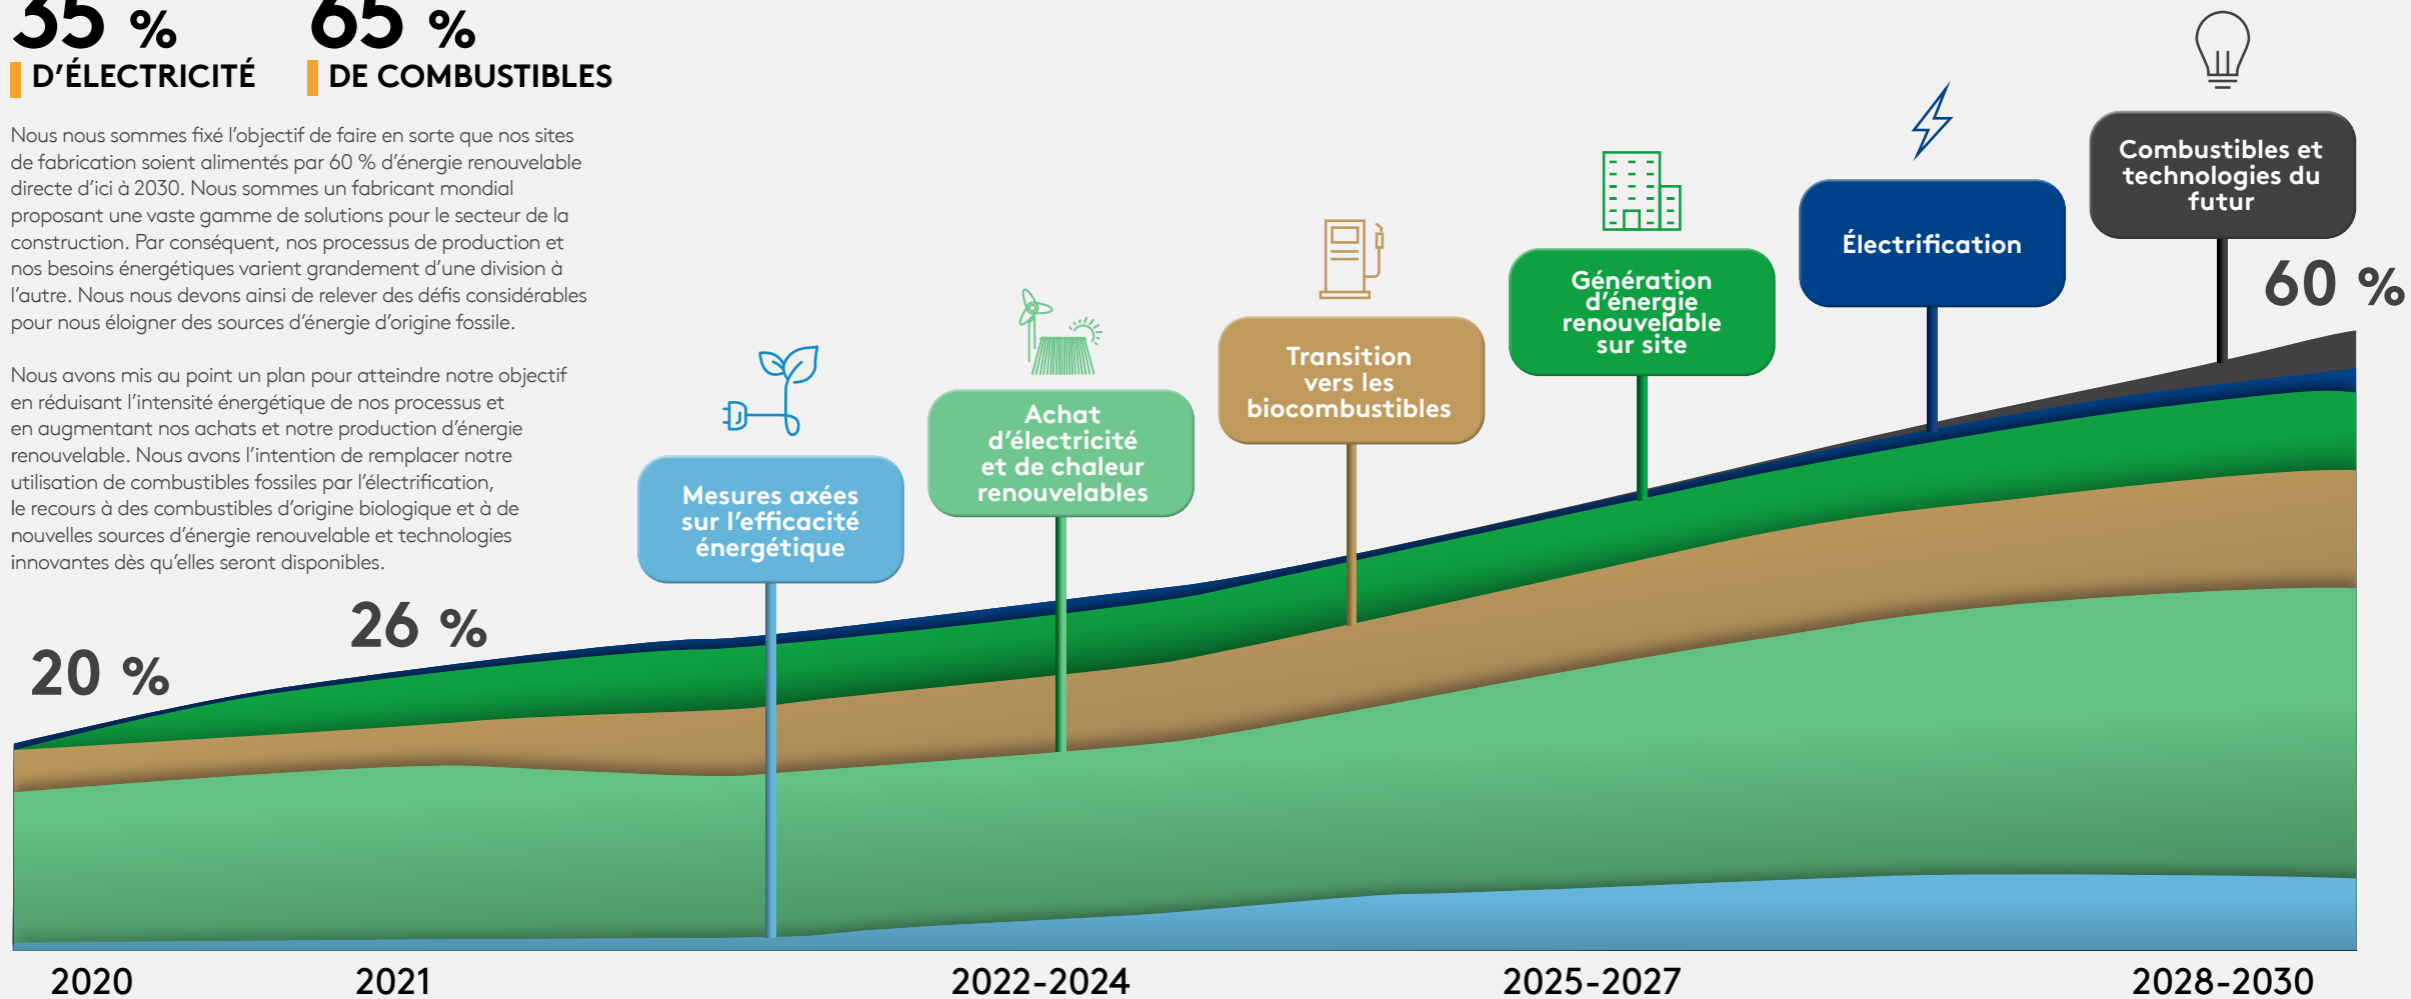 35 %
D'ÉLECTRICITÉ
65 %
DE COMBUSTIBLES
Nous nous sommes fixé l'objectif de faire en sorte que nos sites
de fabrication soient alimentés par 60 % d'énergie renouvelable
directe d'ici à 2030. Nous sommes un fabricant mondial
proposant une vaste gamme de solutions pour le secteur de la
construction. Par conséquent, nos processus de production et
nos besoins énergétiques varient grandement d'une division à
l'autre. Nous nous devons ainsi de relever des défis considérables
pour nous éloigner des sources d'énergie d'origine fossile.
Nous avons mis au point un plan pour atteindre notre objectif
en réduisant l'intensité énergétique de nos processus et
en augmentant nos achats et notre production d'énergie
renouvelable. Nous avons l'intention de remplacer notre
utilisation de combustibles fossiles par l'électrification,
le recours à des combustibles d'origine biologique et à de
nouvelles sources d'énergie renouvelable et technologies
innovantes dès qu'elles seront disponibles.
20 %
26 %
Mesures axées
sur l'efficacité
énergétique
Achat
d'électricité
et de chaleur
renouvelables
Transition
vers les
biocombustibles
Génération
d'énergie
renouvelable
sur site
Électrification
Combustibles et
technologies du
futur
60 %
2020
2021
2022-2024
2025-2027
2028-2030